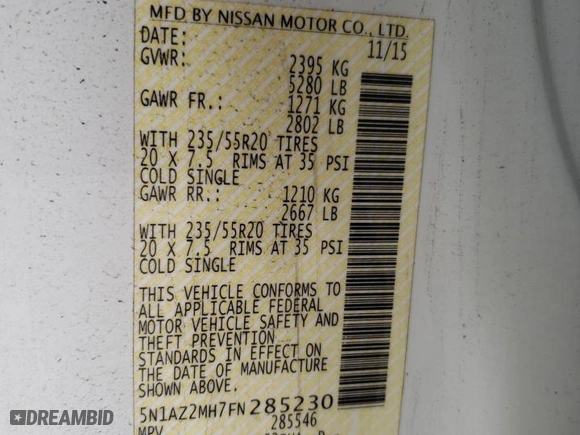 MFD BY NISSAN MOTOR CO., LTD.
DATE: 11/15
GVWR: 2395 KG
5280 LB
GAWR FR.: 1271 KG
2802 LB
WITH 235/55R20 TIRES
20 X 7.5 RIMS AT 35 PSI
COLD SINGLE
GAWR RR.: 1210 KG
2667 LB
WITH 235/55R20 TIRES
20 X 7.5 RIMS AT 35 PSI
COLD SINGLE
THIS VEHICLE CONFORMS TO
ALL APPLICABLE FEDERAL
MOTOR VEHICLE SAFETY AND
THEFT PREVENTION
STANDARDS IN EFFECT ON
THE DATE OF MANUFACTURE
SHOWN ABOVE.
5N1AZ2MH7FN285230
285546
MPV
DREAMBID